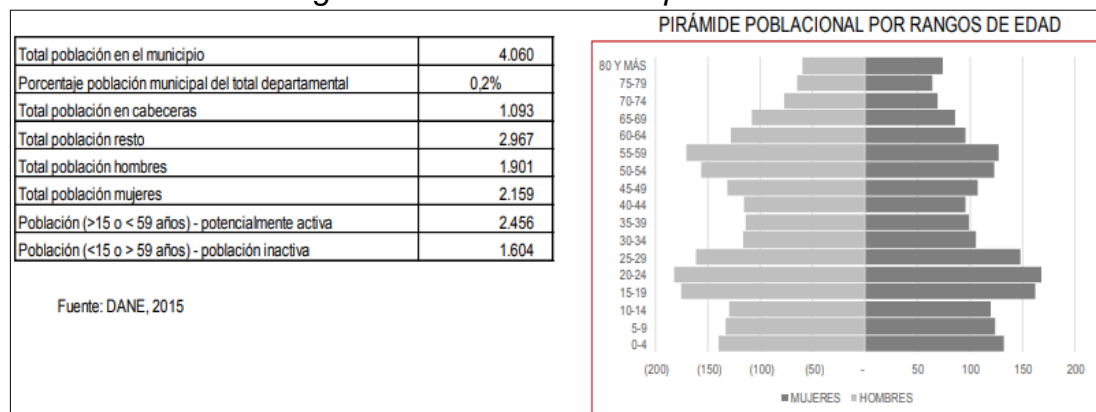 PIRÁMIDE POBLACIONAL POR RANGOS DE EDAD
Total población en el municipio 4.060
Porcentaje población municipal del total departamental 0,2%
Total población en cabeceras 1.093
Total población resto 2.967
Total población hombres 1.901
Total población mujeres 2.159
Población (>15 o < 59 años) - potencialmente activa 2.456
Población (<15 o > 59 años) - población inactiva 1.604
Fuente: DANE, 2015
80 Y MÁS
75-79
70-74
65-69
60-64
55-59
50-54
45-49
40-44
35-39
30-34
25-29
20-24
15-19
10-14
5-9
0-4
(200) (150) (100) (50) - 50 100 150 200
MUJERES HOMBRES